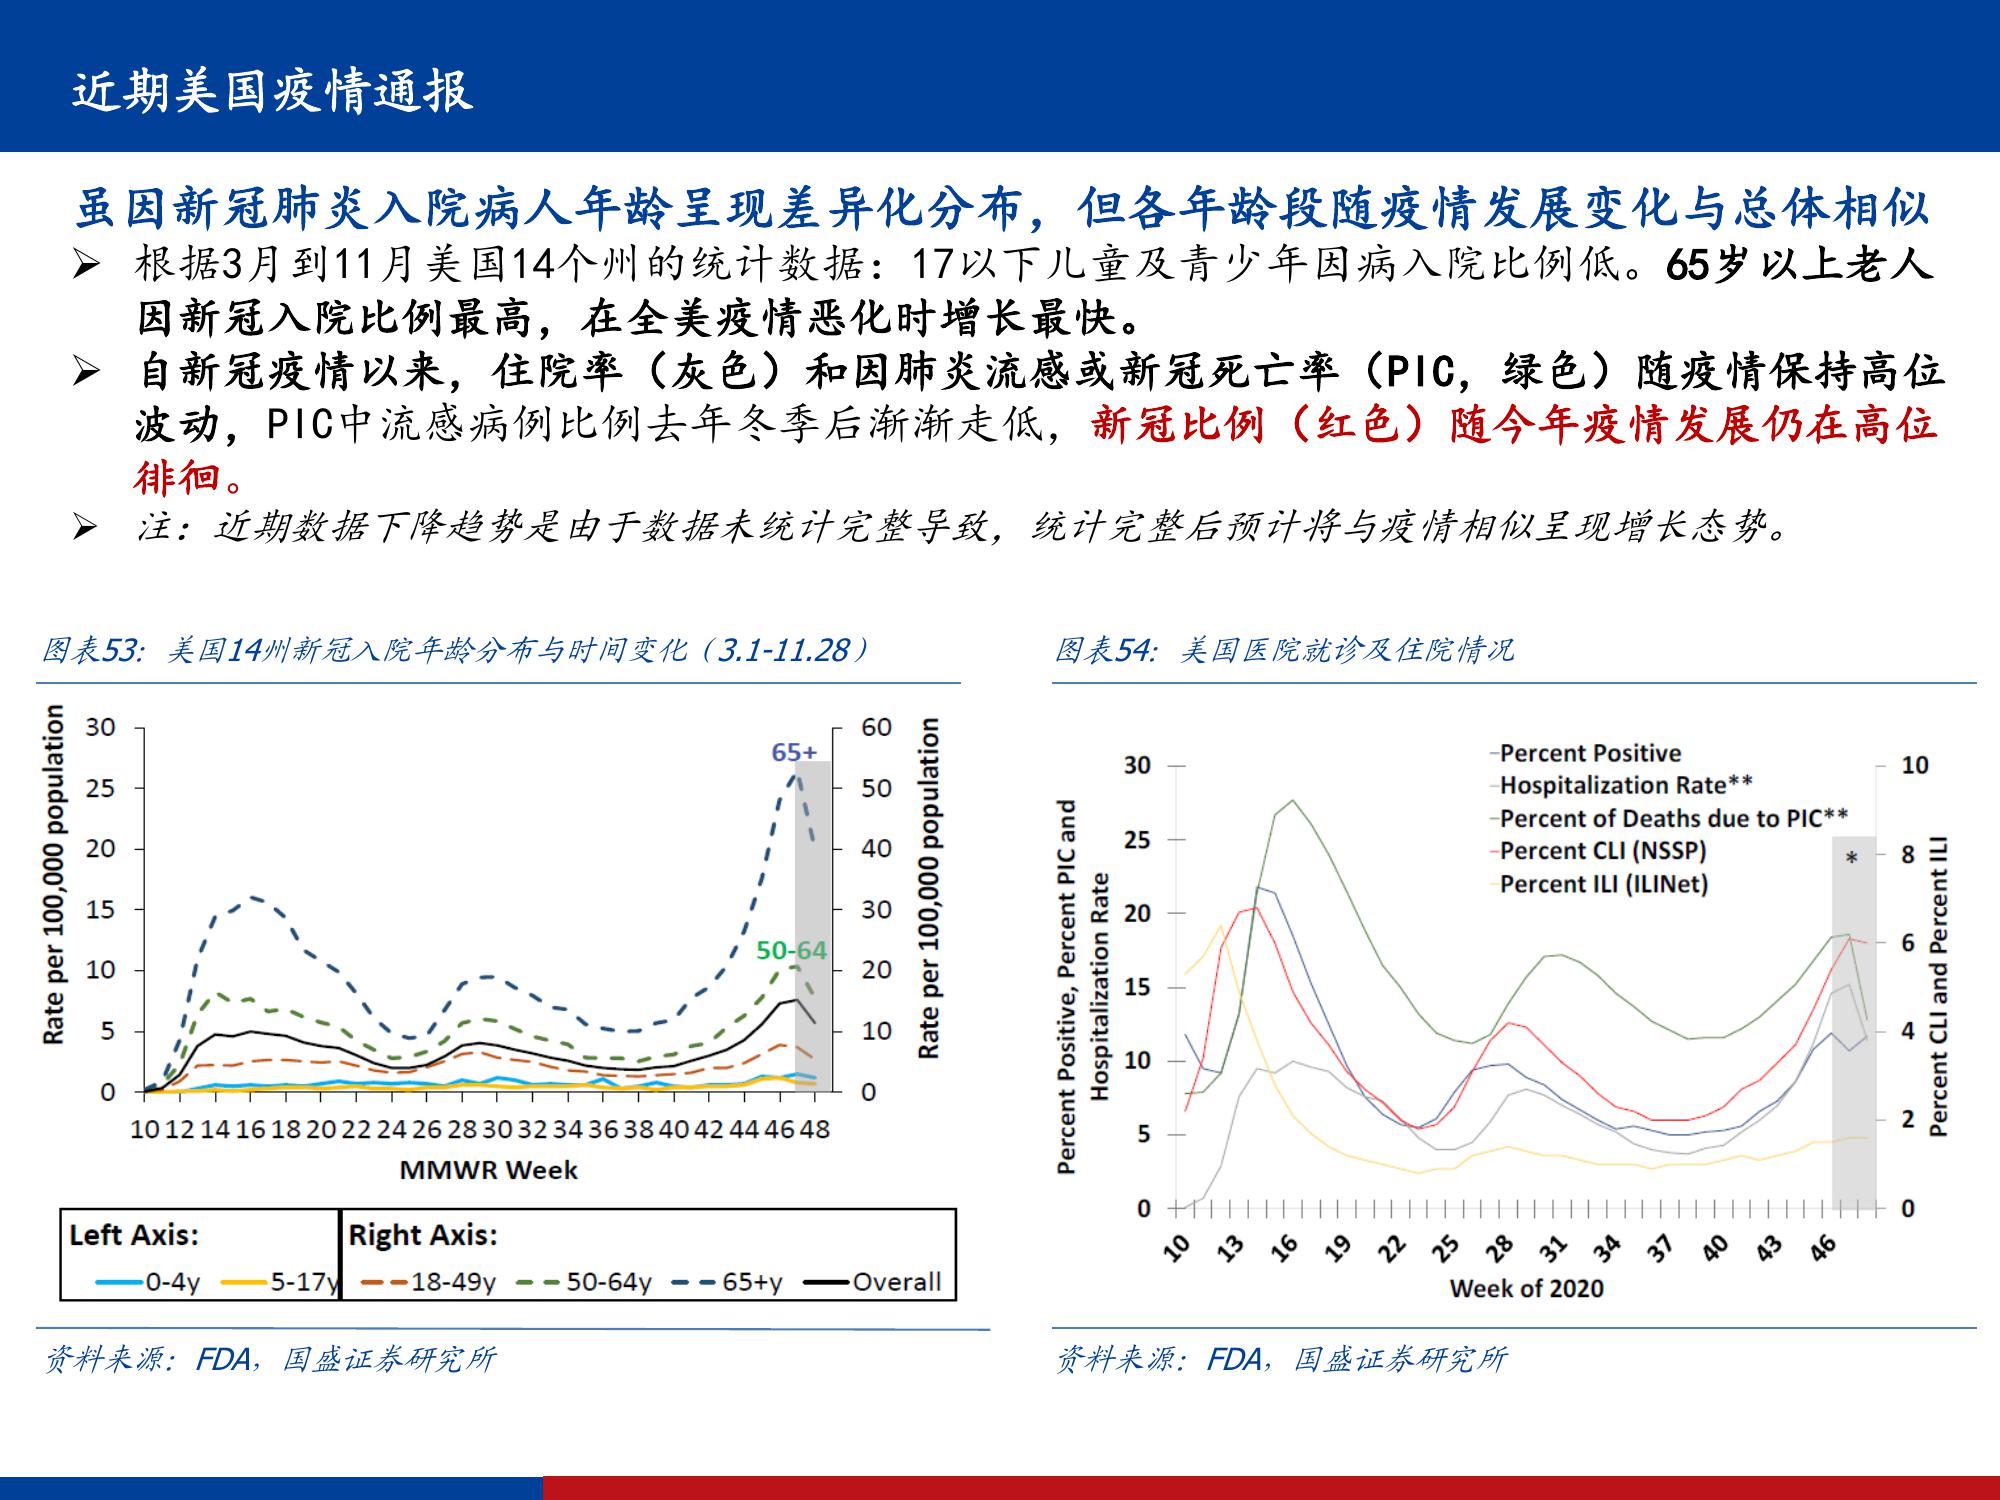 近期美国疫情通报
虽因新冠肺炎入院病人年龄呈现差异化分布，但各年龄段随疫情发展变化与总体相似
➢ 根据3月到11月美国14个州的统计数据：17以下儿童及青少年因病入院比例低。65岁以上老人
因新冠入院比例最高，在全美疫情恶化时增长最快。
➢ 自新冠疫情以来，住院率（灰色）和因肺炎流感或新冠死亡率（PIC，绿色）随疫情保持高位
波动，PIC中流感病例比例去年冬季后渐渐走低，新冠比例（红色）随今年疫情发展仍在高位
徘徊。
➢ 注：近期数据下降趋势是由于数据未统计完整导致，统计完整后预计将与疫情相似呈现增长态势。
图表53：美国14州新冠入院年龄分布与时间变化（3.1-11.28）
Rate per 100,000 population
30
25
20
15
10
5
0
65+
50-64
60
50
40
30
20
10
0
Rate per 100,000 population
10 12 14 16 18 20 22 24 26 28 30 32 34 36 38 40 42 44 46 48
MMWR Week
Left Axis:
0-4y 5-17y
Right Axis:
18-49y 50-64y 65+y Overall
资料来源：FDA，国盛证券研究所
图表54：美国医院就诊及住院情况
Percent Positive, Percent PIC and
Hospitalization Rate
30
25
20
15
10
5
0
Percent Positive
Hospitalization Rate**
Percent of Deaths due to PIC**
Percent CLI (NSSP)
Percent ILI (ILINet)
*
10
8
6
4
2
0
Percent CLI and Percent ILI
10 13 16 19 22 25 28 31 34 37 40 43 46
Week of 2020
资料来源：FDA，国盛证券研究所